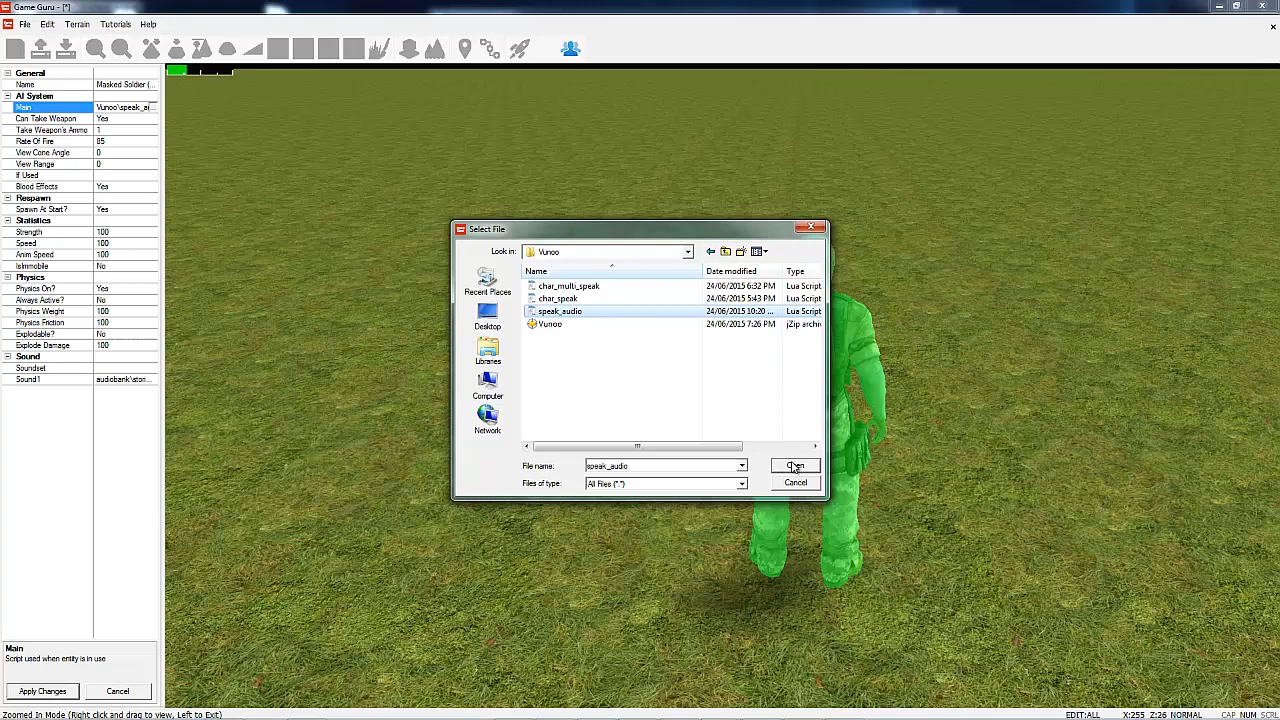 Game Guru - [*]
File Edit Terrain Tutorials Help
General
Name Masked Soldier (...
AI System
Main Vunoo\speak_a(...
Can Take Weapon Yes
Take Weapon's Ammo 1
Rate Of Fire 85
View Cone Angle 0
View Range 0
If Used
Blood Effects Yes
Respawn
Spawn At Start? Yes
Statistics
Strength 100
Speed 100
Anim Speed 100
IsImmobile No
Physics
Physics On? Yes
Always Active? No
Physics Weight 100
Physics Friction 100
Explodable? No
Explode Damage 100
Sound
Soundset
Sound1 audiobank\stori...
Main
Script used when entity is in use
Apply Changes Cancel
Select File
Look in: Vunoo
Name Date modified Type
char_multi_speak 24/06/2015 6:32 PM Lua Script
char_speak 24/06/2015 5:43 PM Lua Script
speak_audio 24/06/2015 10:20 ... Lua Script
Vunoo 24/06/2015 7:26 PM jZip archiv
Recent Places
Desktop
Libraries
Computer
Network
File name: speak_audio Open
Files of type: All Files (*.*) Cancel
Zoomed In Mode (Right click and drag to view, Left to Exit) EDIT:ALL X:255 Z:26 NORMAL CAP NUM SCRL